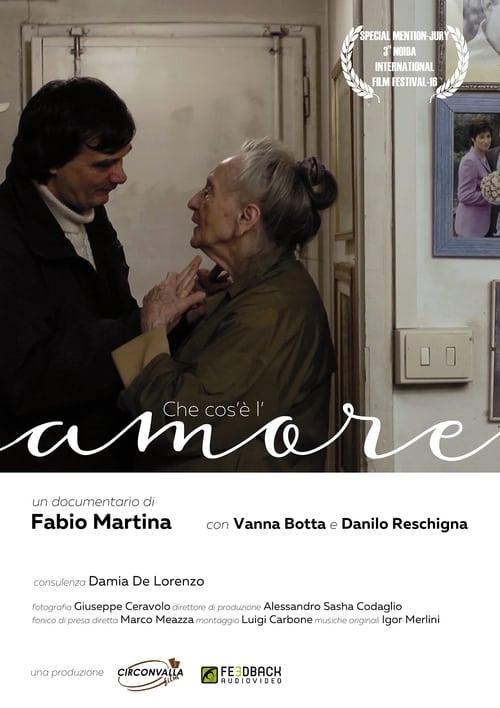 SPECIAL MENTION-JURY
3rd NOIDA
INTERNATIONAL
FILM FESTIVAL-16
Che cos'è l'
amore
un documentario di
Fabio Martina con Vanna Botta e Danilo Reschigna
consulenza Damia De Lorenzo
fotografia Giuseppe Ceravolo direttore di produzione Alessandro Sasha Codaglio
fonico di presa diretta Marco Meazza montaggio Luigi Carbone musiche originali Igor Merlini
una produzione CIRCONVALLA film FEEDBACK
AUDIOVIDEO